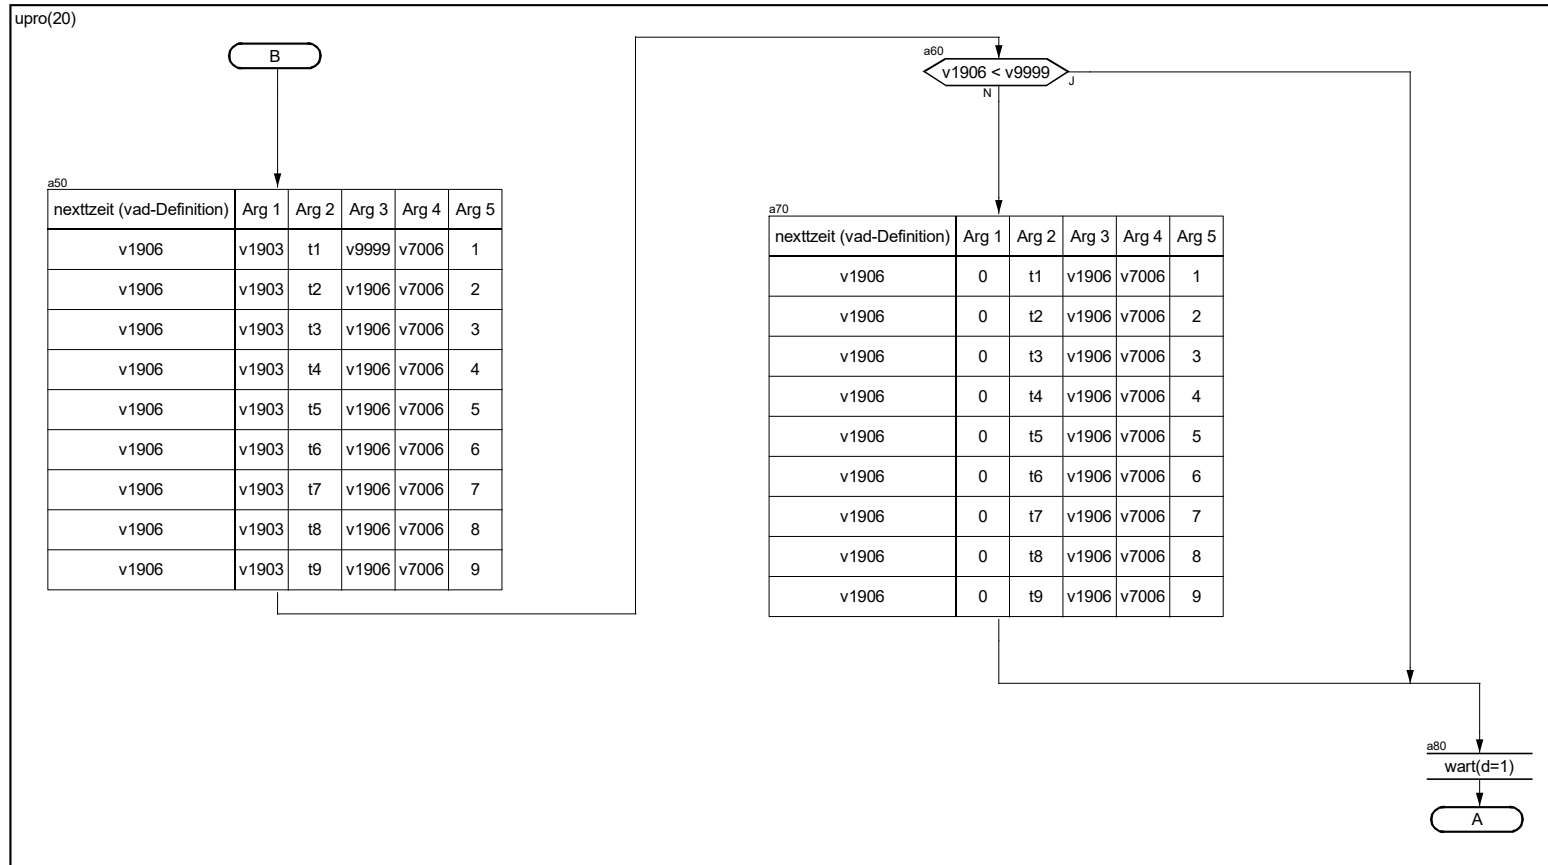 upro(20)
B
a50
nexttzeit (vad-Definition) Arg 1 Arg 2 Arg 3 Arg 4 Arg 5
v1906 v1903 t1 v9999 v7006 1
v1906 v1903 t2 v1906 v7006 2
v1906 v1903 t3 v1906 v7006 3
v1906 v1903 t4 v1906 v7006 4
v1906 v1903 t5 v1906 v7006 5
v1906 v1903 t6 v1906 v7006 6
v1906 v1903 t7 v1906 v7006 7
v1906 v1903 t8 v1906 v7006 8
v1906 v1903 t9 v1906 v7006 9
a60
v1906 < v9999
J
N
a70
nexttzeit (vad-Definition) Arg 1 Arg 2 Arg 3 Arg 4 Arg 5
v1906 0 t1 v1906 v7006 1
v1906 0 t2 v1906 v7006 2
v1906 0 t3 v1906 v7006 3
v1906 0 t4 v1906 v7006 4
v1906 0 t5 v1906 v7006 5
v1906 0 t6 v1906 v7006 6
v1906 0 t7 v1906 v7006 7
v1906 0 t8 v1906 v7006 8
v1906 0 t9 v1906 v7006 9
a80
wart(d=1)
A